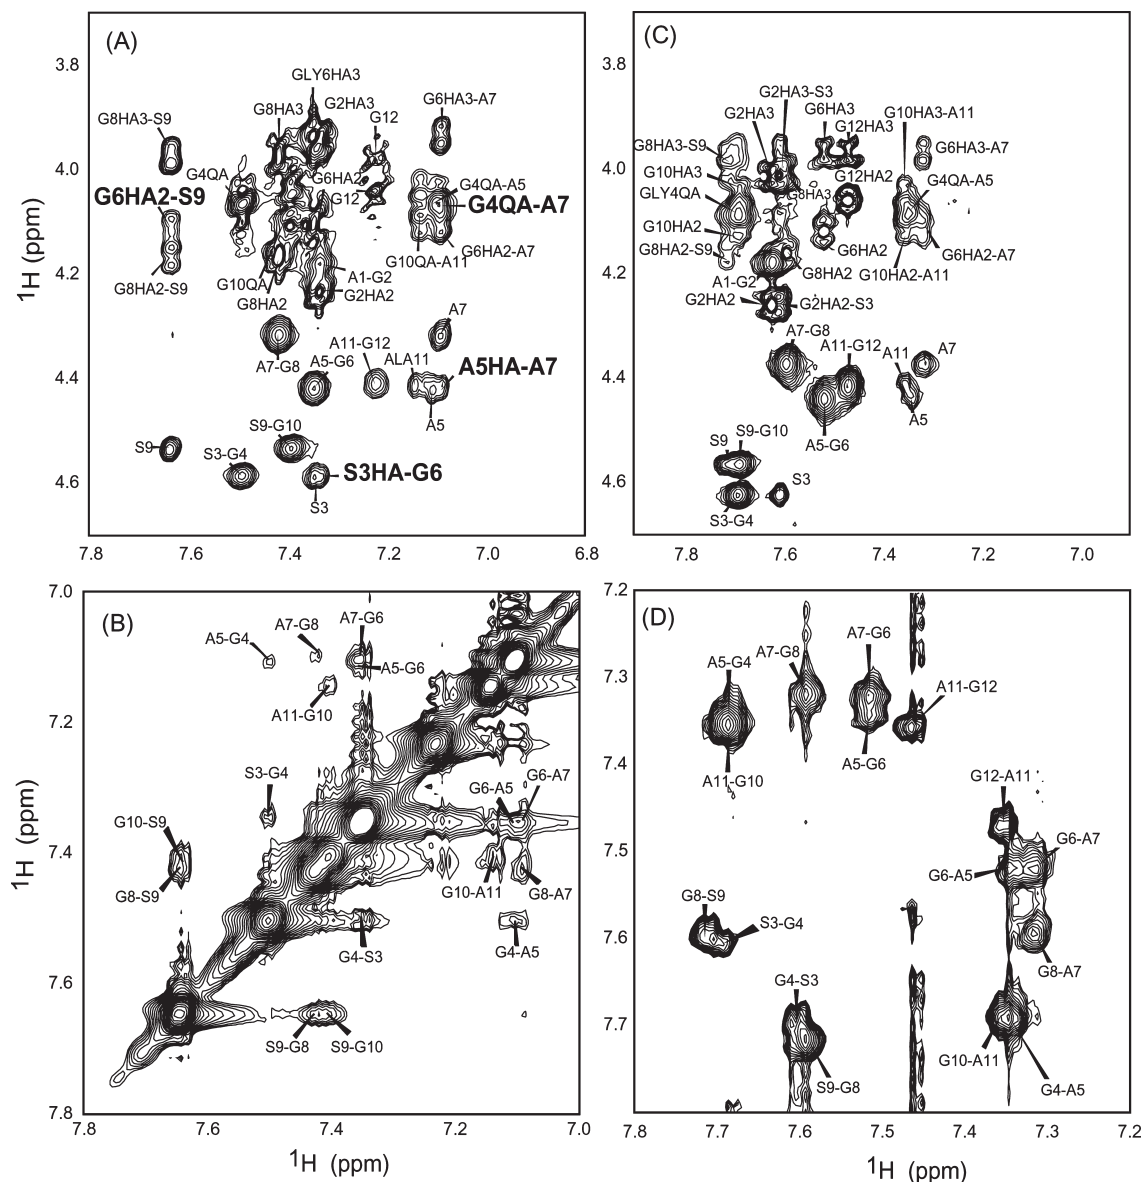 (A)
3.8
4.0
4.2
4.4
4.6
¹H (ppm)
GLY6HA3
G8HA3
G2HA3
G12
G6HA3-A7
G8HA3-S9
G4QA
G6HA2
G12
G4QA-A5
G6HA2-S9
G4QA-A7
G10QA
G8HA2
G10QA-A11
G6HA2-A7
G8HA2-S9
A1-G2
G2HA2
A7
A7-G8
A5-G6
A11-G12
ALA11
A5HA-A7
A5
S9
S9-G10
S3-G4
S3HA-G6
S3
7.8
7.6
7.4
7.2
7.0
6.8
(C)
3.8
4.0
4.2
4.4
4.6
G2HA3-S3
G2HA3
G6HA3
G12HA3
G10HA3-A11
G8HA3-S9
G6HA3-A7
G10HA3
G12HA2
G4QA-A5
GLY4QA
G8HA3
G10HA2
G6HA2
G6HA2-A7
G8HA2-S9
G8HA2
G10HA2-A11
A1-G2
G2HA2
G2HA2-S3
A7-G8
A11-G12
A11
A7
A5
A5-G6
S9
S9-G10
S3
S3-G4
7.8
7.6
7.4
7.2
7.0
(B)
7.0
7.2
7.4
7.6
7.8
¹H (ppm)
A5-G4
A7-G8
A7-G6
A5-G6
A11-G10
S3-G4
G6-A7
G6-A5
G10-S9
G8-S9
G10-A11
G8-A7
G4-S3
G4-A5
S9-G8
S9-G10
7.8
7.6
7.4
7.2
7.0
¹H (ppm)
(D)
7.2
7.3
7.4
7.5
7.6
7.7
A7-G6
A7-G8
A5-G4
A11-G12
A5-G6
A11-G10
G12-A11
G6-A7
G6-A5
G8-S9
S3-G4
G8-A7
G4-S3
G10-A11
S9-G8
G4-A5
7.8
7.7
7.6
7.5
7.4
7.3
7.2
¹H (ppm)